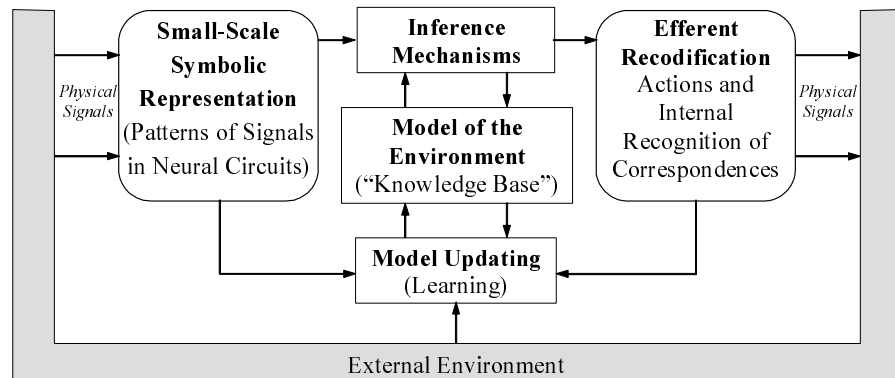 Physical
Signals
Small-Scale
Symbolic
Representation
(Patterns of Signals
in Neural Circuits)
Inference
Mechanisms
Model of the
Environment
(“Knowledge Base”)
Model Updating
(Learning)
Efferent
Recodification
Actions and
Internal
Recognition of
Correspondences
Physical
Signals
External Environment